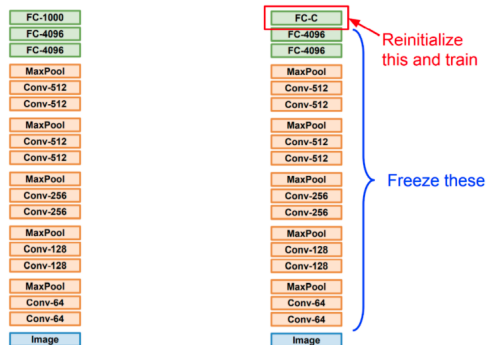 FC-1000
FC-4096
FC-4096
MaxPool
Conv-512
Conv-512
MaxPool
Conv-512
Conv-512
MaxPool
Conv-256
Conv-256
MaxPool
Conv-128
Conv-128
MaxPool
Conv-64
Conv-64
Image
FC-C
FC-4096
FC-4096
MaxPool
Conv-512
Conv-512
MaxPool
Conv-512
Conv-512
MaxPool
Conv-256
Conv-256
MaxPool
Conv-128
Conv-128
MaxPool
Conv-64
Conv-64
Image
Reinitialize
this and train
Freeze these